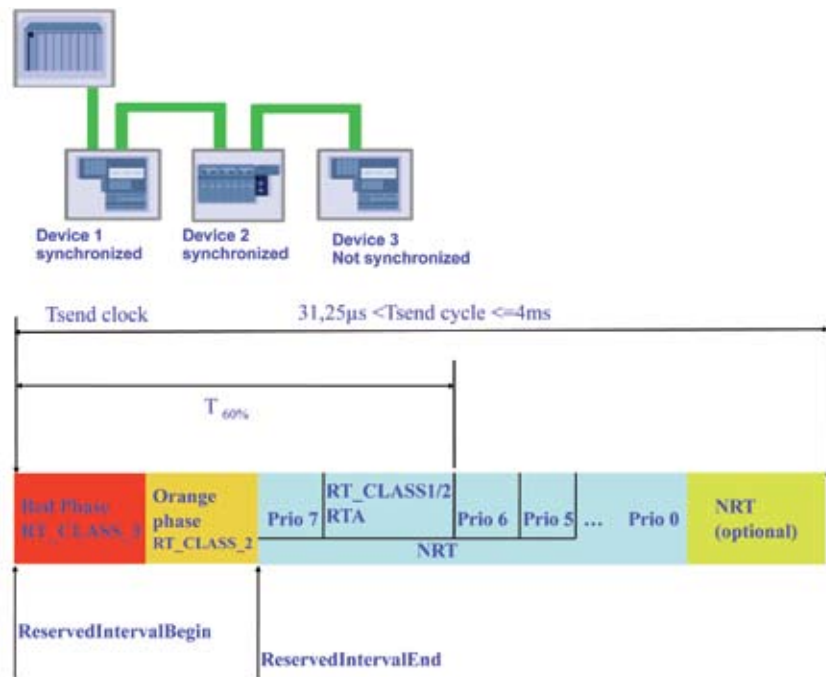 Device 1
synchronized
Device 2
synchronized
Device 3
Not synchronized
Tsend clock
31,25µs <Tsend cycle <=4ms
T 60%
Red Phase
RT_CLASS_3
Orange
phase
RT_CLASS_2
Prio 7
RT_CLASS1/2
RTA
Prio 6
Prio 5
...
Prio 0
NRT
NRT
(optional)
ReservedIntervalBegin
ReservedIntervalEnd